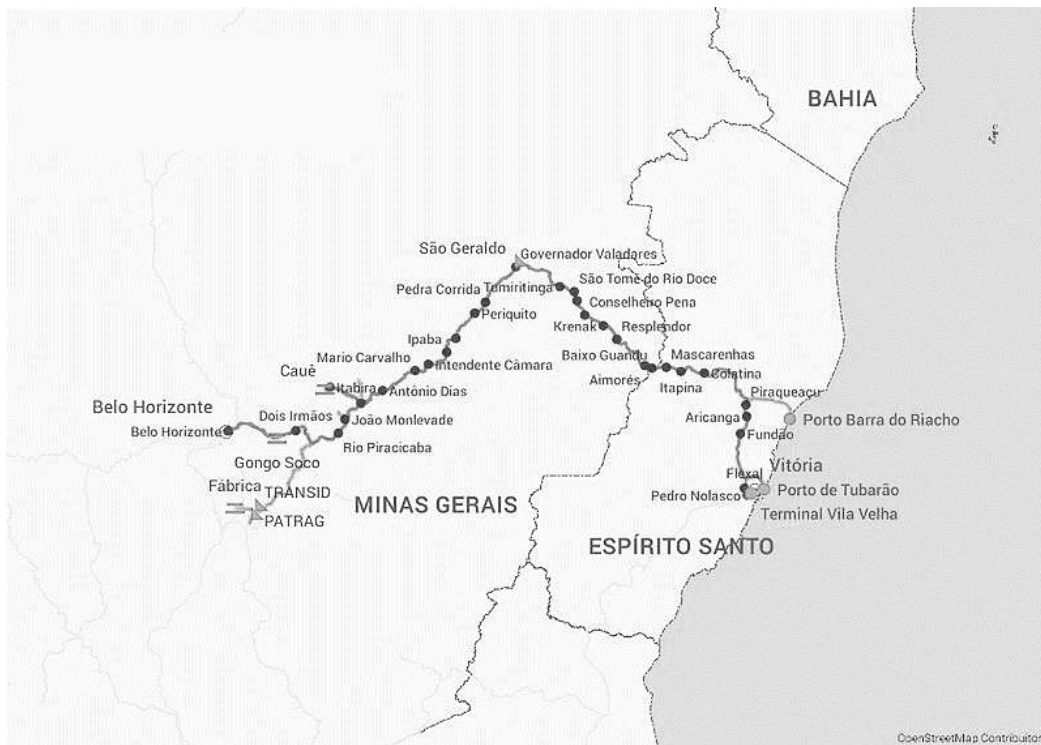 BAHIA
São Geraldo
Governador Valadares
São Tomé do Rio Doce
Pedra Corrida
Tumiritinga
Conselheiro Pena
Periquito
Krenak
Resplendor
Ipaba
Mario Carvalho
Intendente Câmara
Baixo Guandu
Mascarenhas
Cauê
Itabira
Antônio Dias
Aimorés
Itapina
Colatina
Piraqueaçu
Belo Horizonte
Dois Irmãos
João Monlevade
Aricanga
Porto Barra do Riacho
Belo Horizonte
Rio Piracicaba
Fundão
Gongo Soco
Flexal
Vitória
Fábrica
TRANSID
MINAS GERAIS
Pedro Nolasco
Porto de Tubarão
PATRAG
Terminal Vila Velha
ESPÍRITO SANTO
OpenStreetMap Contributor